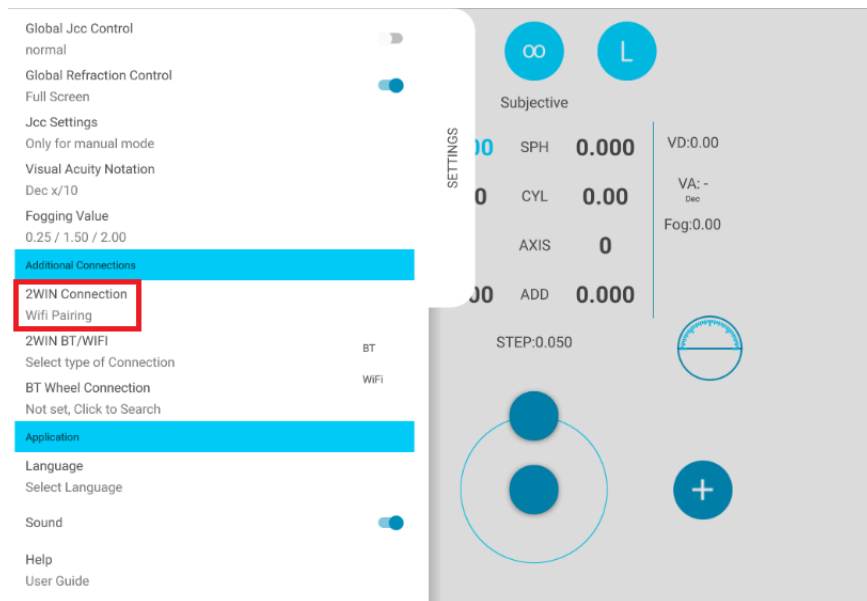 Global Jcc Control
normal
Global Refraction Control
Full Screen
Jcc Settings
Only for manual mode
Visual Acuity Notation
Dec x/10
Fogging Value
0.25 / 1.50 / 2.00
Additional Connections
2WIN Connection
Wifi Pairing
2WIN BT/WIFI
Select type of Connection
BT
WiFi
BT Wheel Connection
Not set, Click to Search
Application
Language
Select Language
Sound
Help
User Guide
SETTINGS
∞
L
Subjective
00 SPH 0.000
0 CYL 0.00
AXIS 0
00 ADD 0.000
STEP:0.050
VD:0.00
VA: -
Dec
Fog:0.00
+